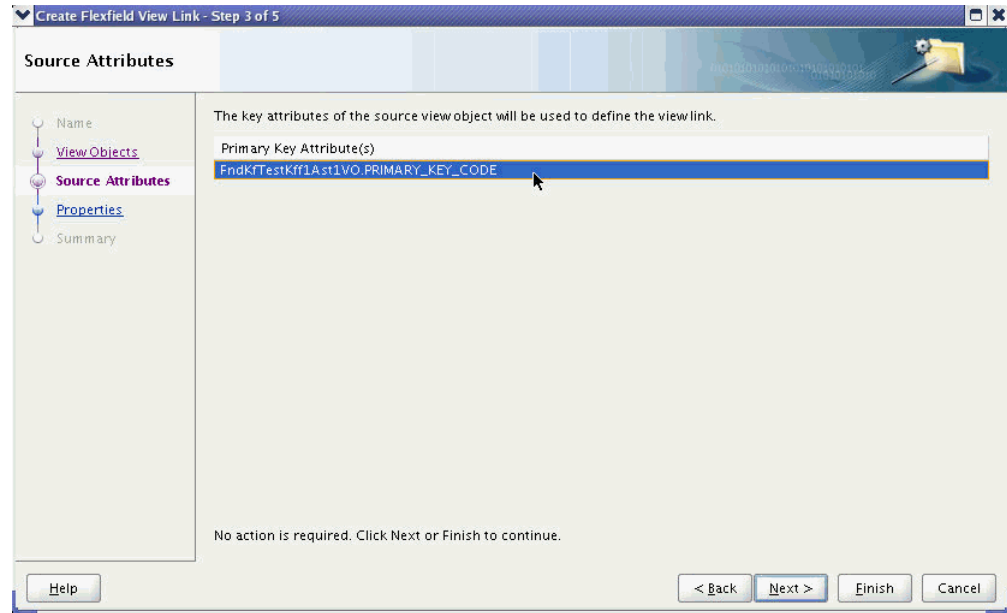 Create Flexfield View Link - Step 3 of 5
Source Attributes
Name
View Objects
Source Attributes
Properties
Summary
The key attributes of the source view object will be used to define the view link.
Primary Key Attribute(s)
FndKfTestKff1Ast1VO.PRIMARY_KEY_CODE
No action is required. Click Next or Finish to continue.
Help
< Back
Next >
Finish
Cancel